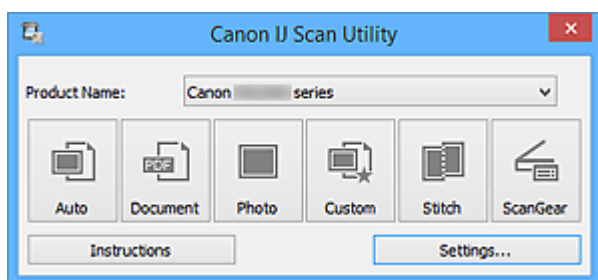 Canon IJ Scan Utility
Product Name: Canon series
PDF
Auto Document Photo Custom Stitch ScanGear
Instructions Settings...